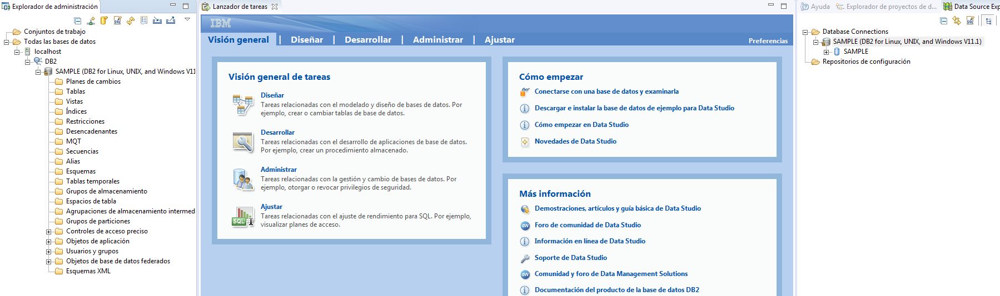 Explorador de administración
Conjuntos de trabajo
Todas las bases de datos
localhost
DB2
SAMPLE (DB2 for Linux, UNIX, and Windows V11
Planes de cambios
Tablas
Vistas
Índices
Restricciones
Desencadenantes
MQT
Secuencias
Alias
Esquemas
Tablas temporales
Grupos de almacenamiento
Espacios de tabla
Agrupaciones de almacenamiento intermed
Grupos de particiones
Controles de acceso preciso
Objetos de aplicación
Usuarios y grupos
Objetos de base de datos federados
Esquemas XML
Lanzador de tareas
IBM
Visión general | Diseñar | Desarrollar | Administrar | Ajustar
Preferencias
Visión general de tareas
Diseñar
Tareas relacionadas con el modelado y diseño de bases de datos. Por
ejemplo, crear o cambiar tablas de base de datos.
Desarrollar
Tareas relacionadas con el desarrollo de aplicaciones de base de datos.
Por ejemplo, crear un procedimiento almacenado.
Administrar
Tareas relacionadas con la gestión y cambio de bases de datos. Por
ejemplo, otorgar o revocar privilegios de seguridad.
SQL
Ajustar
Tareas relacionadas con el ajuste de rendimiento para SQL. Por ejemplo,
visualizar planes de acceso.
Cómo empezar
Conectarse con una base de datos y examinarla
Descargar e instalar la base de datos de ejemplo para Data Studio
Cómo empezar en Data Studio
Novedades de Data Studio
Más información
Demostraciones, artículos y guía básica de Data Studio
dW Foro de comunidad de Data Studio
Información en línea de Data Studio
Soporte de Data Studio
dW Comunidad y foro de Data Management Solutions
Documentación del producto de la base de datos DB2
Ayuda
Explorador de proyectos de d...
Data Source Exp
Database Connections
SAMPLE (DB2 for Linux, UNIX, and Windows V11.1)
SAMPLE
Repositorios de configuración